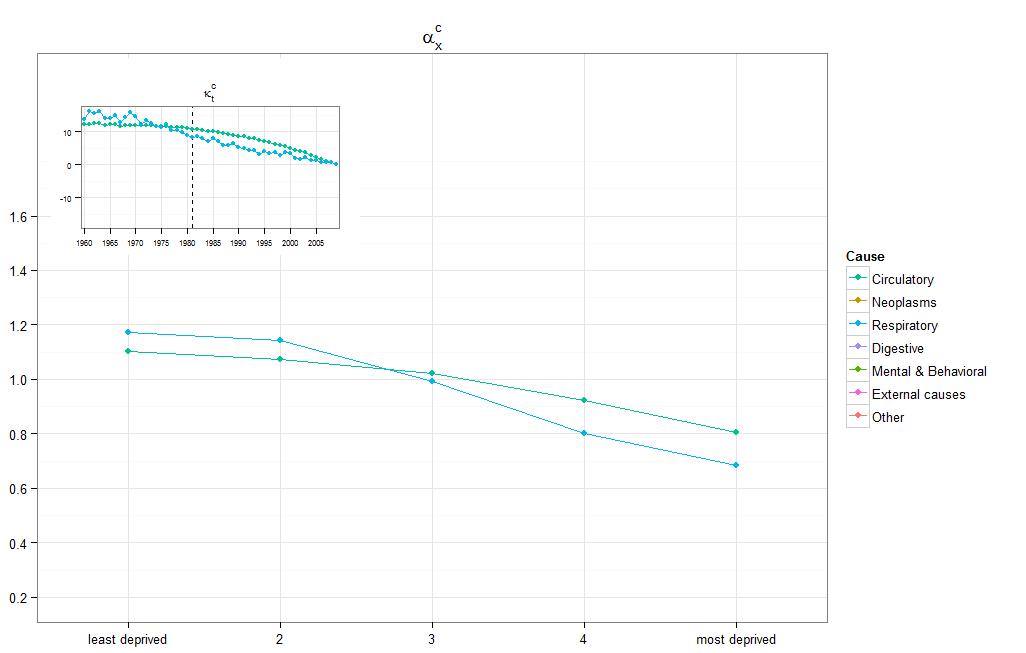 α_x^c
κ_t^c
10
0
-10
1960 1965 1970 1975 1980 1985 1990 1995 2000 2005
1.6
1.4
1.2
1.0
0.8
0.6
0.4
0.2
least deprived 2 3 4 most deprived
Cause
Circulatory
Neoplasms
Respiratory
Digestive
Mental & Behavioral
External causes
Other